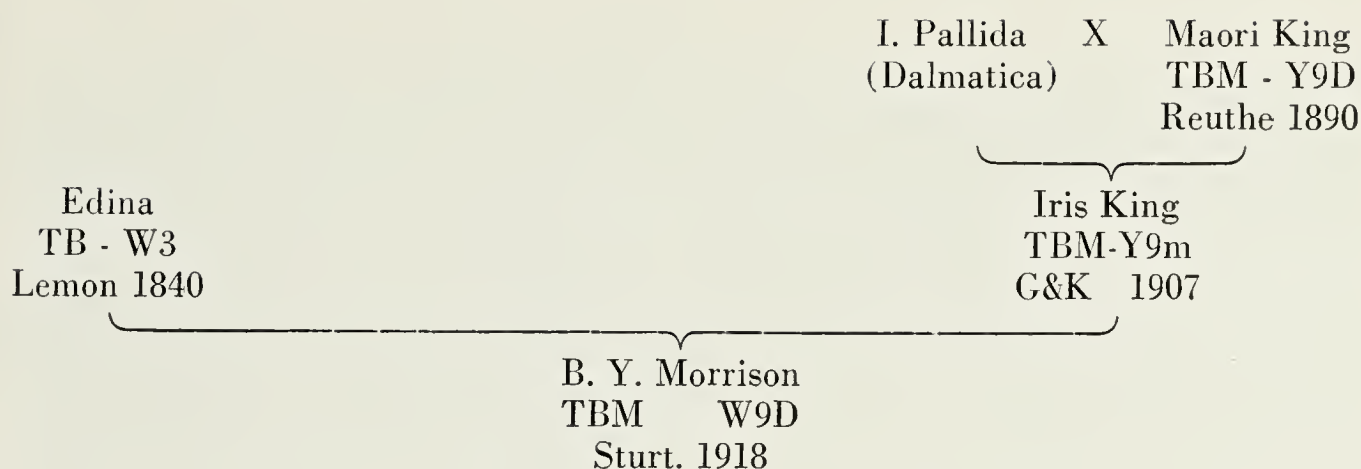 I. Pallida X Maori King
(Dalmatica) TBM - Y9D
Reuthe 1890
Edina
TB - W3
Lemon 1840
Iris King
TBM-Y9m
G&K 1907
B. Y. Morrison
TBM W9D
Sturt. 1918